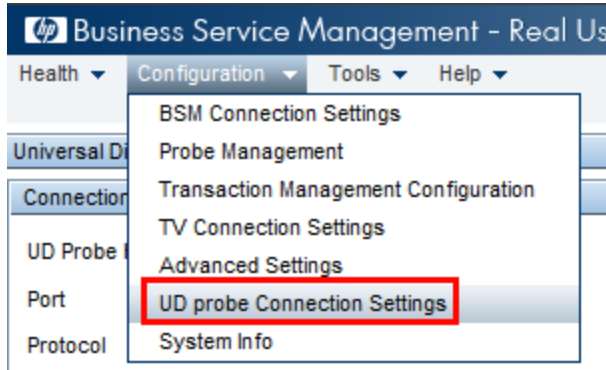 hp Business Service Management - Real Us
Health Configuration Tools Help
BSM Connection Settings
Universal Di Probe Management
Connection Transaction Management Configuration
TV Connection Settings
UD Probe Advanced Settings
Port UD probe Connection Settings
Protocol System Info